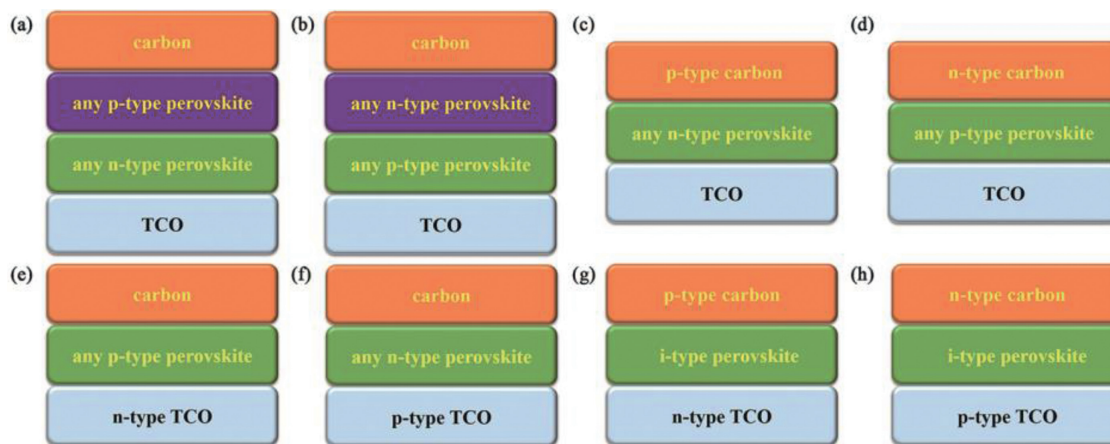 (a)
carbon
any p-type perovskite
any n-type perovskite
TCO
(b)
carbon
any n-type perovskite
any p-type perovskite
TCO
(c)
p-type carbon
any n-type perovskite
TCO
(d)
n-type carbon
any p-type perovskite
TCO
(e)
carbon
any p-type perovskite
n-type TCO
(f)
carbon
any n-type perovskite
p-type TCO
(g)
p-type carbon
i-type perovskite
n-type TCO
(h)
n-type carbon
i-type perovskite
p-type TCO